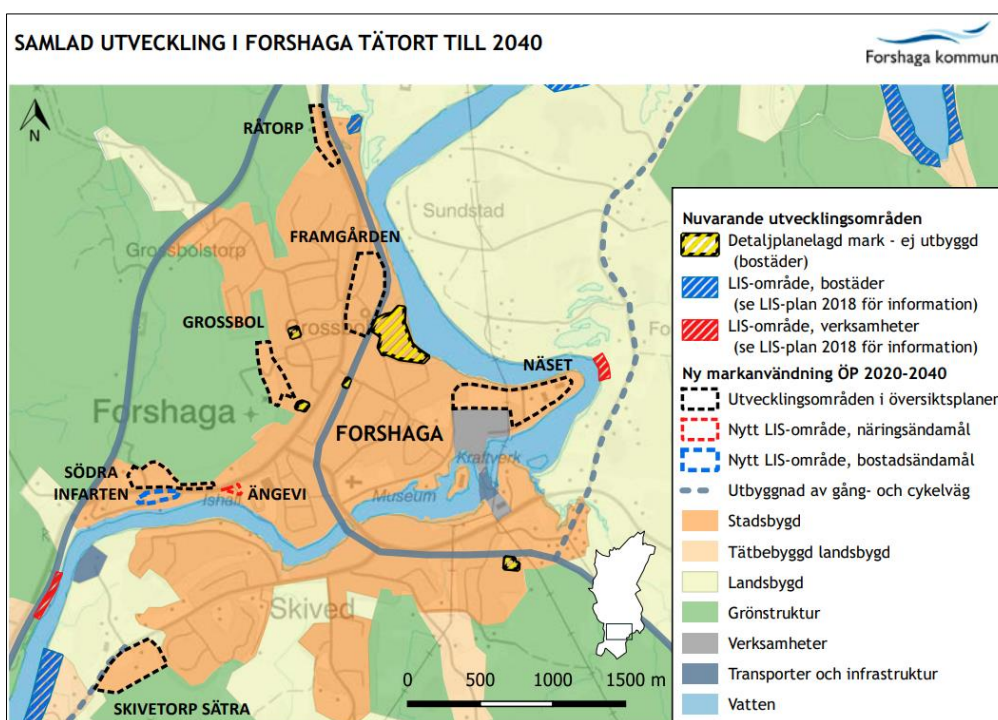 SAMLAD UTVECKLING I FORSHAGA TÄTORT TILL 2040
Forshaga kommun
N
RÅTORP
Sundstad
FRAMGÅRDEN
Grossbolstorp
GROSSBOL
NÄSET
Forshaga
FORSHAGA
SÖDRA
INFARTEN
Ishall
ÄNGEVI
Museum
Kraftverk
Skived
SKIVETORP SÄTRA
0 500 1000 1500 m
Nuvarande utvecklingsområden
Detaljplanelagd mark - ej utbyggd
(bostäder)
LIS-område, bostäder
(se LIS-plan 2018 för information)
LIS-område, verksamheter
(se LIS-plan 2018 för information)
Ny markanvändning ÖP 2020-2040
Utvecklingsområden i översiktsplanen
Nytt LIS-område, näringsändamål
Nytt LIS-område, bostadsändamål
Utbyggnad av gång- och cykelväg
Stadsbygd
Tätbebyggd landsbygd
Landsbygd
Grönstruktur
Verksamheter
Transporter och infrastruktur
Vatten